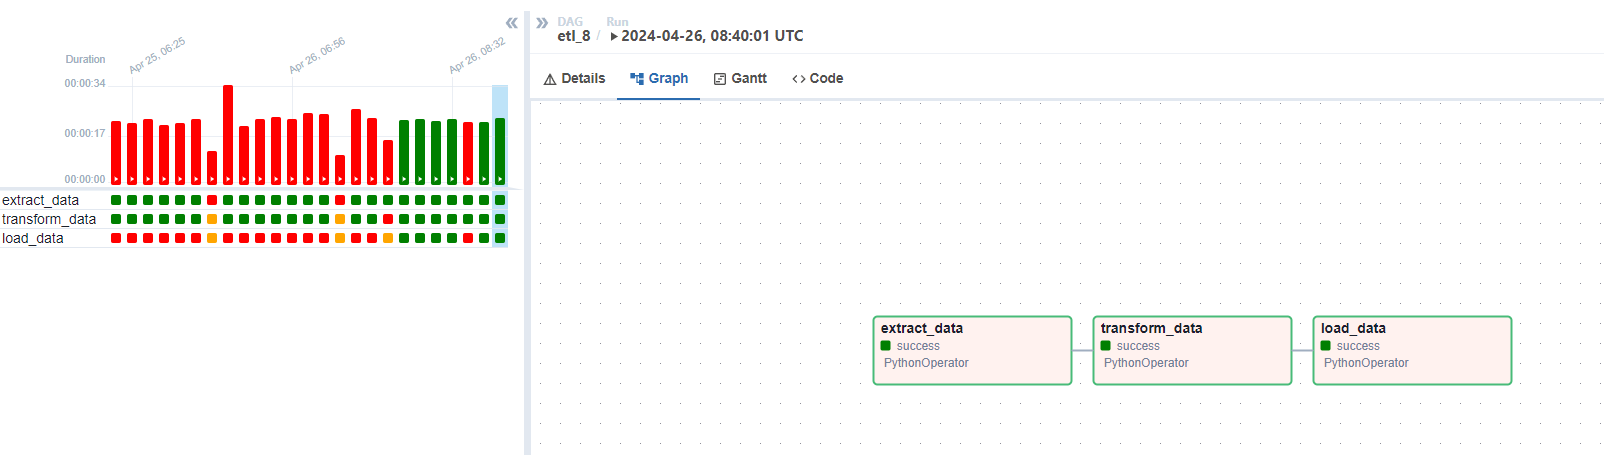 Duration
Apr 25, 06:25
Apr 26, 06:56
Apr 26, 08:32
00:00:34
00:00:17
00:00:00
extract_data
transform_data
load_data
DAG Run
etl_8 / 2024-04-26, 08:40:01 UTC
Details Graph Gantt Code
extract_data
success
PythonOperator
transform_data
success
PythonOperator
load_data
success
PythonOperator